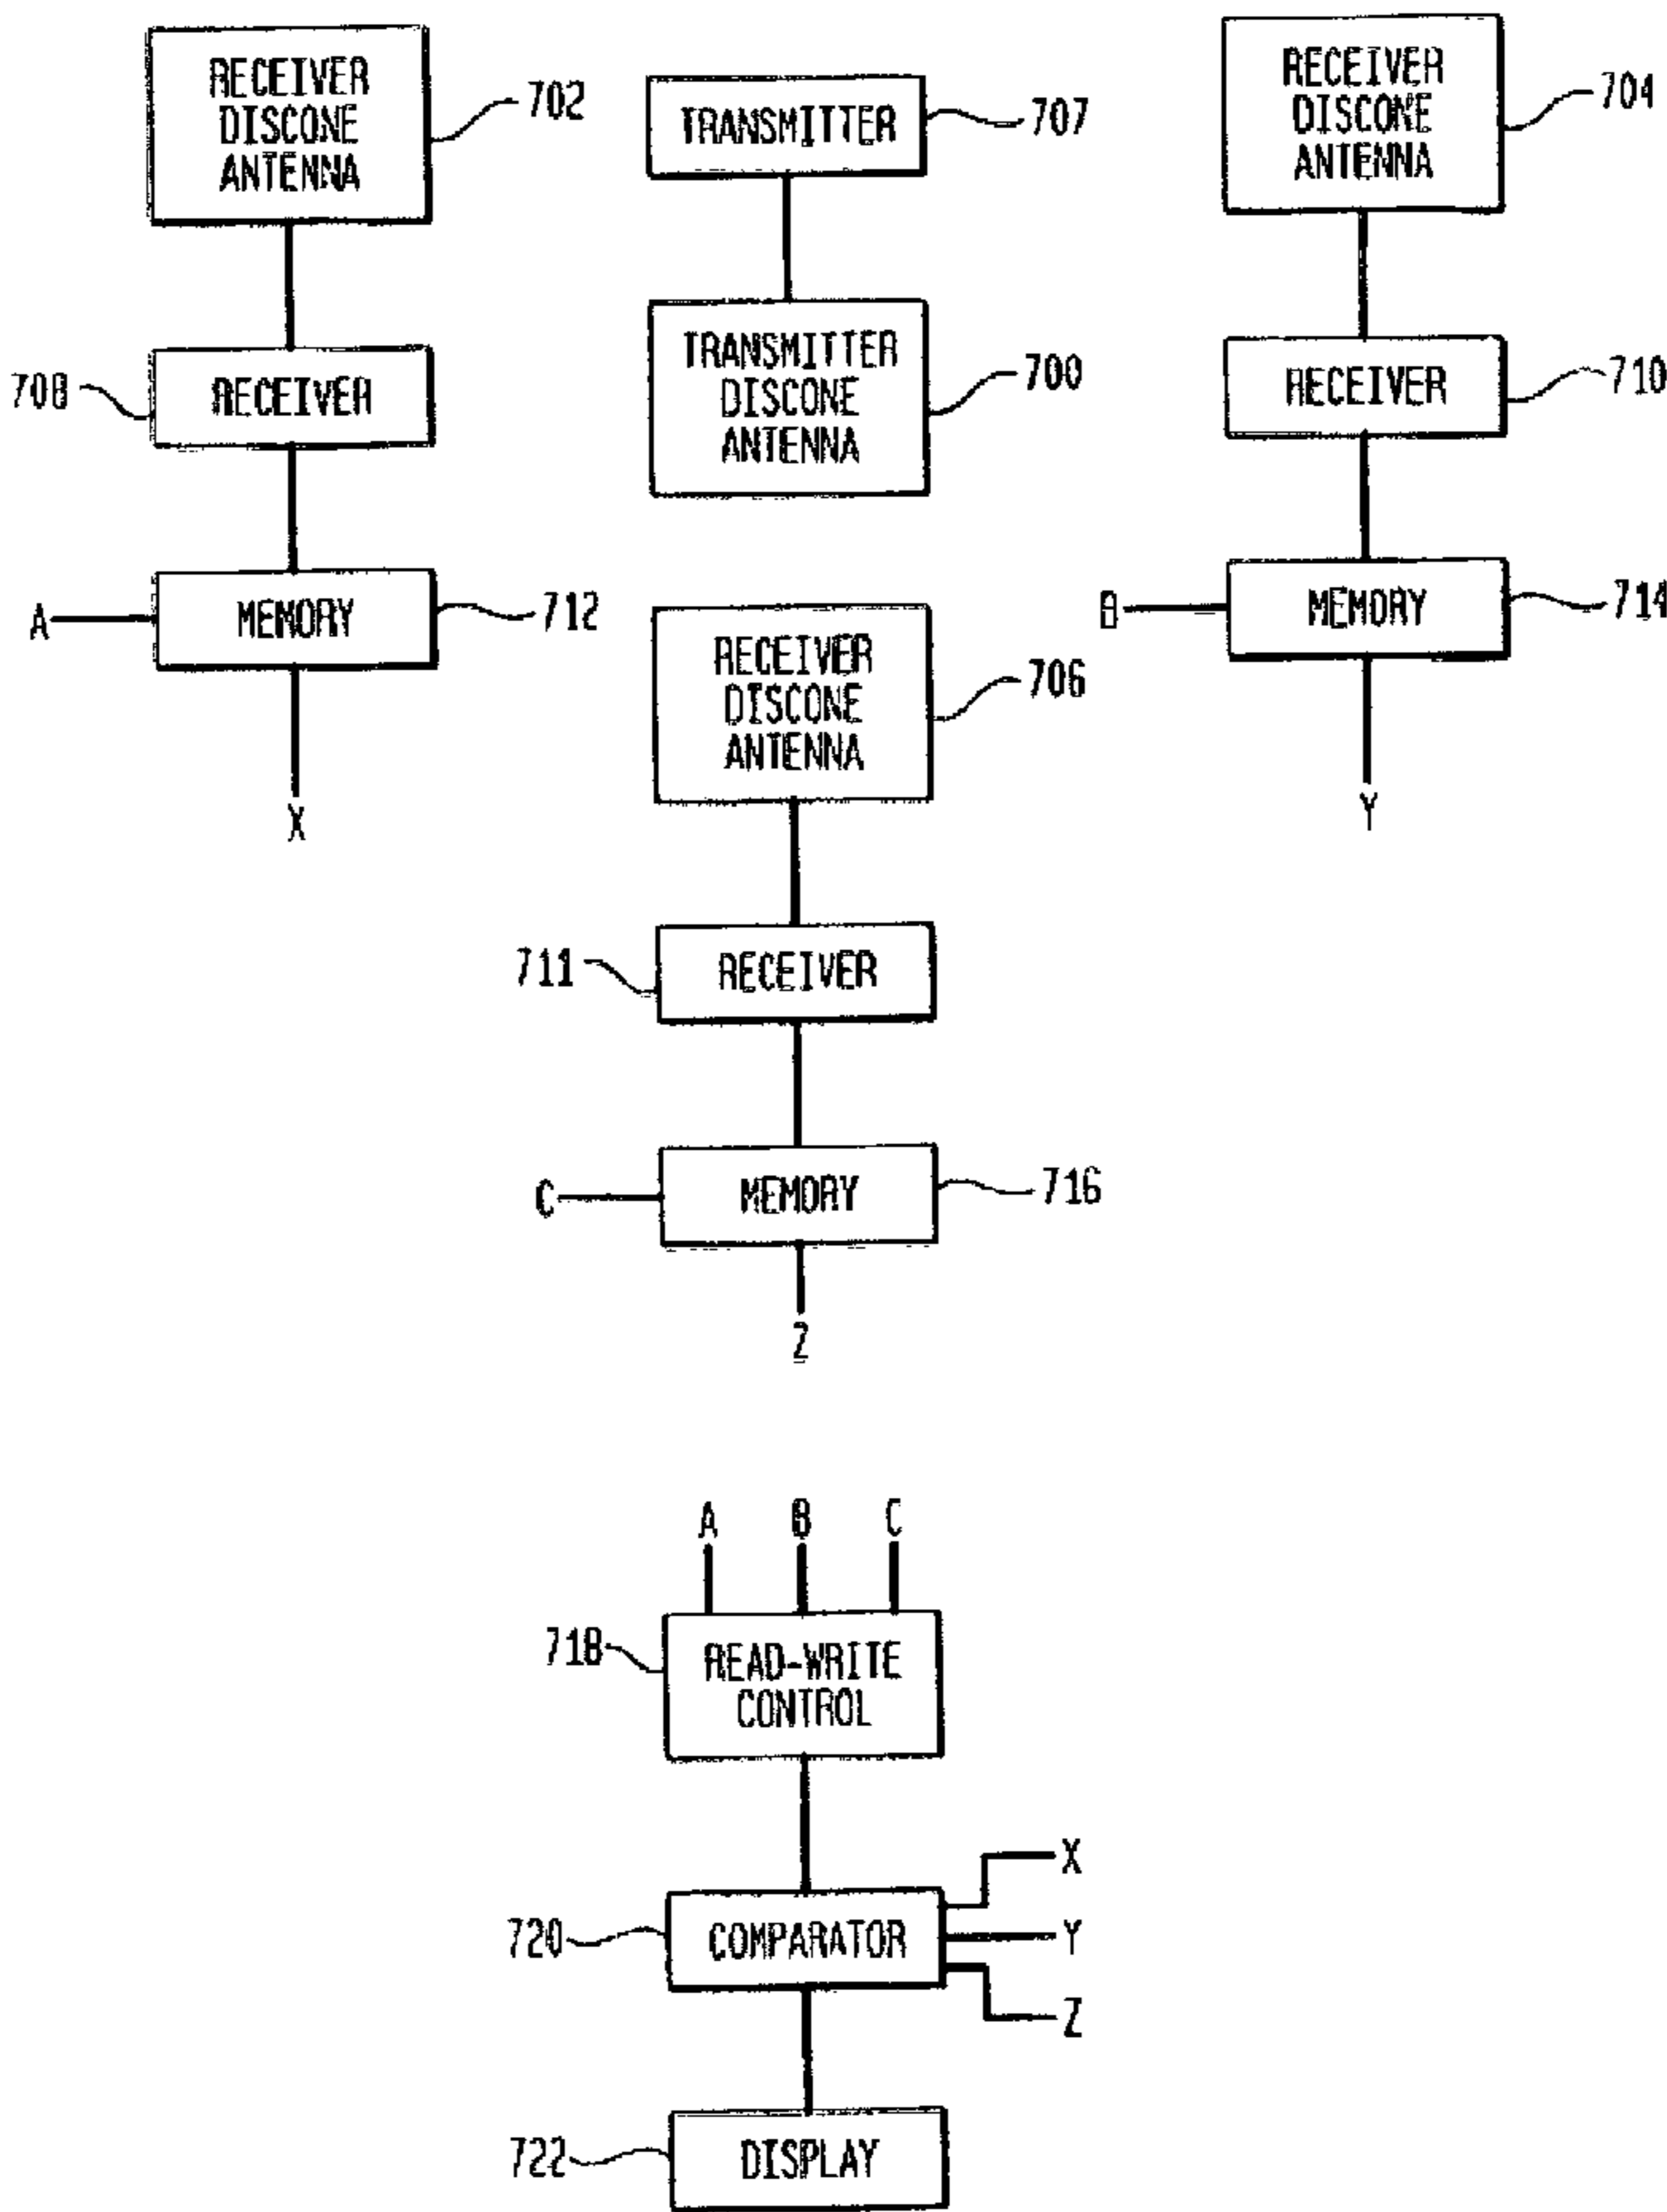 RECEIVER
DISCONE
ANTENNA
702
TRANSMITTER
707
RECEIVER
DISCONE
ANTENNA
704
708
RECEIVER
TRANSMITTER
DISCONE
ANTENNA
700
RECEIVER
710
A
MEMORY
712
X
B
MEMORY
714
Y
RECEIVER
DISCONE
ANTENNA
706
711
RECEIVER
C
MEMORY
716
Z
A B C
718
READ-WRITE
CONTROL
720
COMPARATOR
X
Y
Z
722
DISPLAY